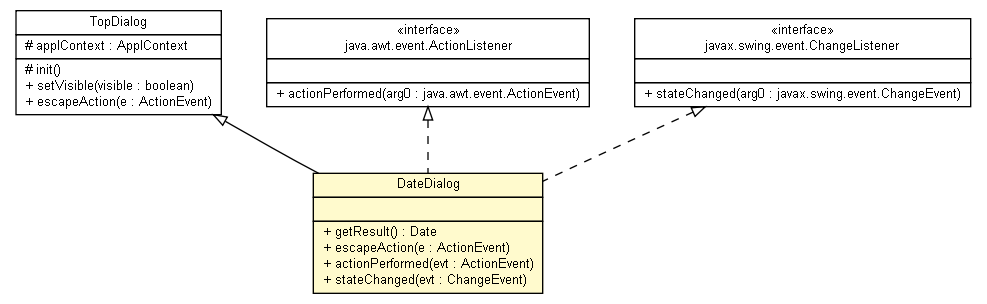 TopDialog
# applContext : ApplContext
# init()
+ setVisible(visible : boolean)
+ escapeAction(e : ActionEvent)
«interface»
java.awt.event.ActionListener
+ actionPerformed(arg0 : java.awt.event.ActionEvent)
«interface»
javax.swing.event.ChangeListener
+ stateChanged(arg0 : javax.swing.event.ChangeEvent)
DateDialog
+ getResult() : Date
+ escapeAction(e : ActionEvent)
+ actionPerformed(evt : ActionEvent)
+ stateChanged(evt : ChangeEvent)